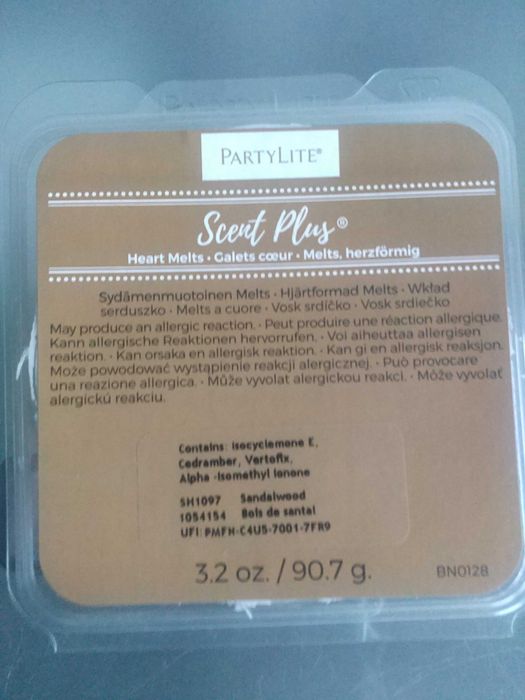 PARTYLITE®
Scent Plus®
Heart Melts • Galets cœur • Melts, herzförmig
Sydämenmuotoinen Melts • Hjärtformad Melts • Wkład
serduszko • Melts a cuore • Vosk srdíčko • Vosk srdiečko
May produce an allergic reaction. • Peut produire une réaction allergique.
Kann allergische Reaktionen hervorrufen. • Voi aiheuttaa allergisen
reaktion. • Kan orsaka en allergisk reaktion. • Kan gi en allergisk reaksjon.
Może powodować wystąpienie reakcji alergicznej. • Può provocare
una reazione allergica. • Může vyvolat alergickou reakci. • Môže vyvolať
alergickú reakciu.
Contains: Isocyclemone E,
Cedramber, Vertofix,
Alpha -Isomethyl Ionone
SH1097 Sandalwood
1054154 Bois de santal
UFI: PMFH-C4U5-7001-7FR9
3.2 oz. / 90.7 g.
BN0128